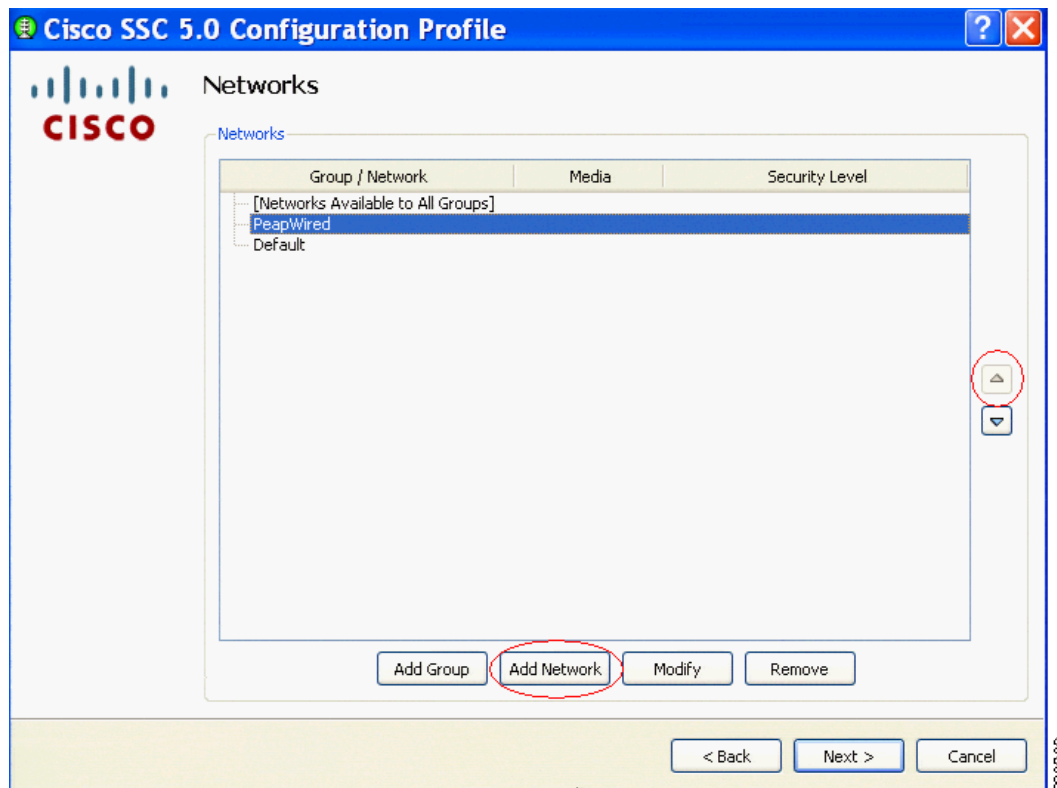 Cisco SSC 5.0 Configuration Profile
?
CISCO
Networks
Networks
Group / Network Media Security Level
[Networks Available to All Groups]
PeapWired
Default
Add Group Add Network Modify Remove
< Back Next > Cancel